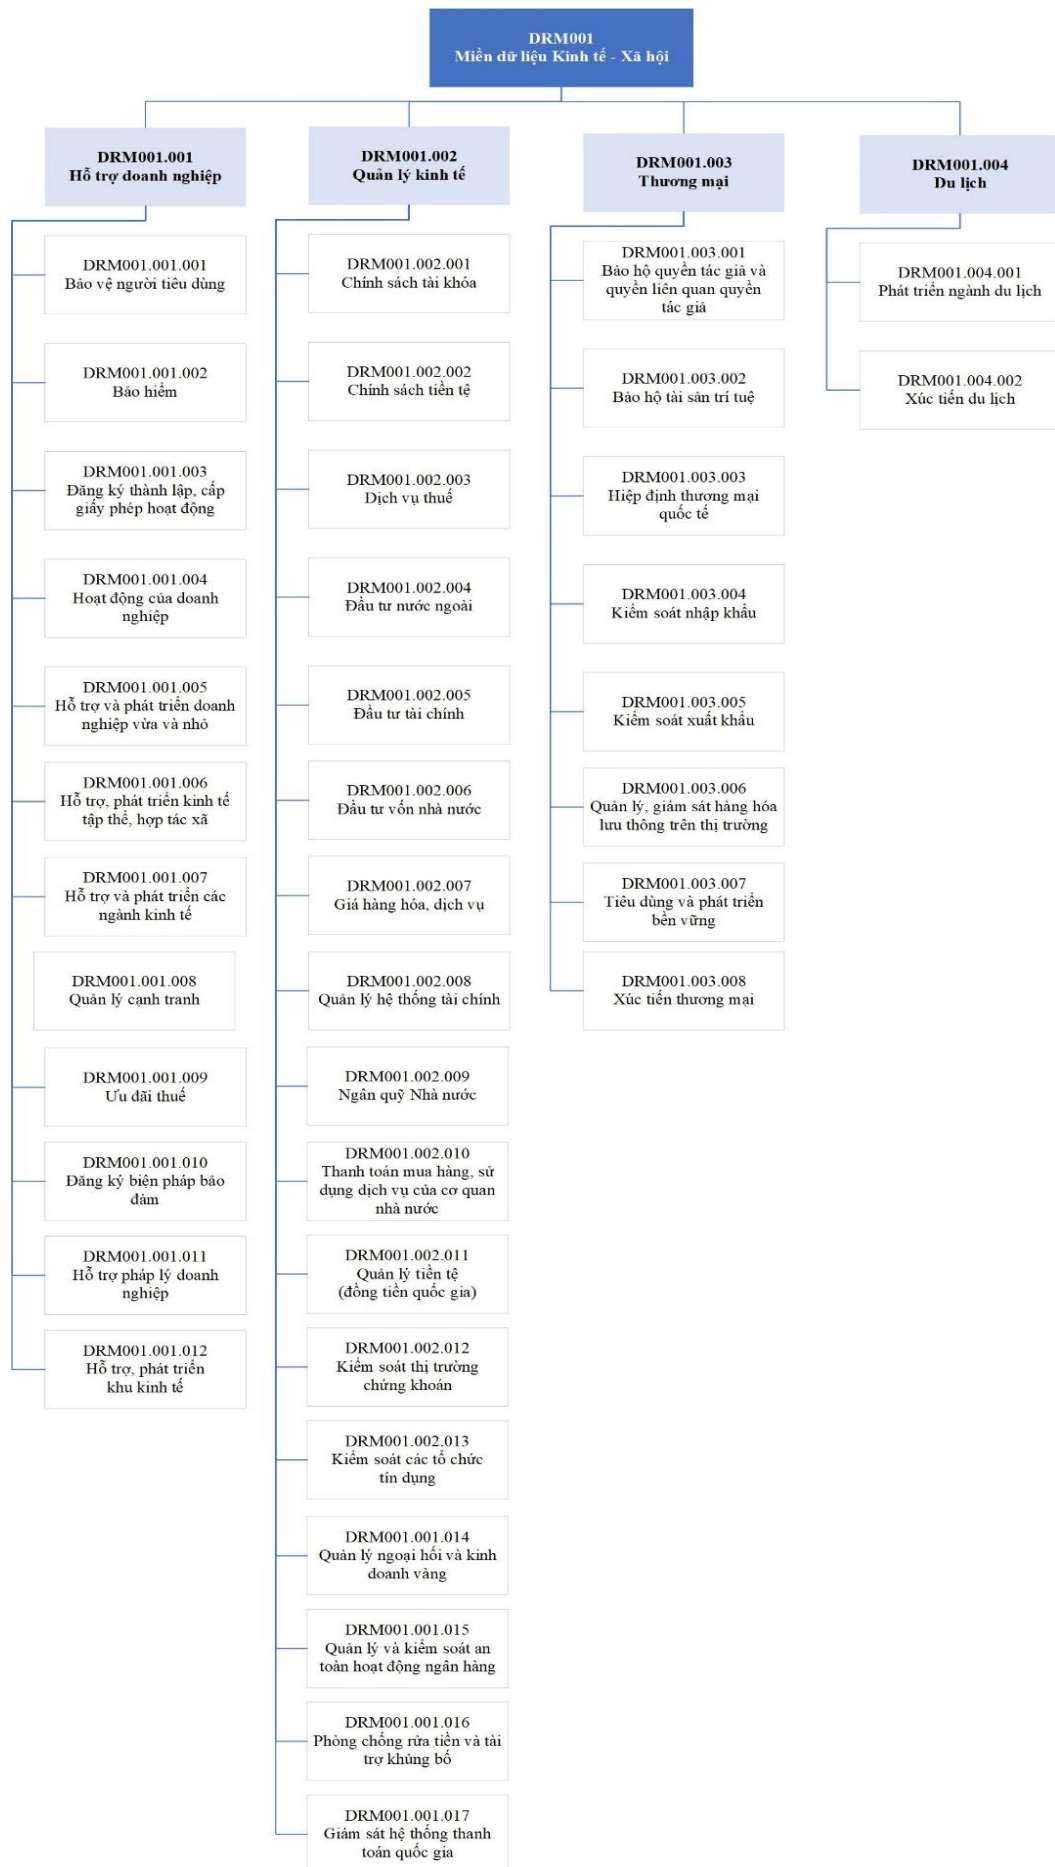 DRM001
Miền dữ liệu Kinh tế - Xã hội
DRM001.001
Hỗ trợ doanh nghiệp
DRM001.001.001
Bảo vệ người tiêu dùng
DRM001.001.002
Bảo hiểm
DRM001.001.003
Đăng ký thành lập, cấp
giấy phép hoạt động
DRM001.001.004
Hoạt động của doanh
nghiệp
DRM001.001.005
Hỗ trợ và phát triển doanh
nghiệp vừa và nhỏ
DRM001.001.006
Hỗ trợ, phát triển kinh tế
tập thể, hợp tác xã
DRM001.001.007
Hỗ trợ và phát triển các
ngành kinh tế
DRM001.001.008
Quản lý cạnh tranh
DRM001.001.009
Ưu đãi thuế
DRM001.001.010
Đăng ký biện pháp bảo
đảm
DRM001.001.011
Hỗ trợ pháp lý doanh
nghiệp
DRM001.001.012
Hỗ trợ, phát triển
khu kinh tế
DRM001.002
Quản lý kinh tế
DRM001.002.001
Chính sách tài khóa
DRM001.002.002
Chính sách tiền tệ
DRM001.002.003
Dịch vụ thuế
DRM001.002.004
Đầu tư nước ngoài
DRM001.002.005
Đầu tư tài chính
DRM001.002.006
Đầu tư vốn nhà nước
DRM001.002.007
Giá hàng hóa, dịch vụ
DRM001.002.008
Quản lý hệ thống tài chính
DRM001.002.009
Ngân quỹ Nhà nước
DRM001.002.010
Thanh toán mua hàng, sử
dụng dịch vụ của cơ quan
nhà nước
DRM001.002.011
Quản lý tiền tệ
(đồng tiền quốc gia)
DRM001.002.012
Kiểm soát thị trường
chứng khoán
DRM001.002.013
Kiểm soát các tổ chức
tín dụng
DRM001.001.014
Quản lý ngoại hối và kinh
doanh vàng
DRM001.001.015
Quản lý và kiểm soát an
toàn hoạt động ngân hàng
DRM001.001.016
Phòng chống rửa tiền và tài
trợ khủng bố
DRM001.001.017
Giám sát hệ thống thanh
toán quốc gia
DRM001.003
Thương mại
DRM001.003.001
Bảo hộ quyền tác giả và
quyền liên quan quyền
tác giả
DRM001.003.002
Bảo hộ tài sản trí tuệ
DRM001.003.003
Hiệp định thương mại
quốc tế
DRM001.003.004
Kiểm soát nhập khẩu
DRM001.003.005
Kiểm soát xuất khẩu
DRM001.003.006
Quản lý, giám sát hàng hóa
lưu thông trên thị trường
DRM001.003.007
Tiêu dùng và phát triển
bền vững
DRM001.003.008
Xúc tiến thương mại
DRM001.004
Du lịch
DRM001.004.001
Phát triển ngành du lịch
DRM001.004.002
Xúc tiến du lịch